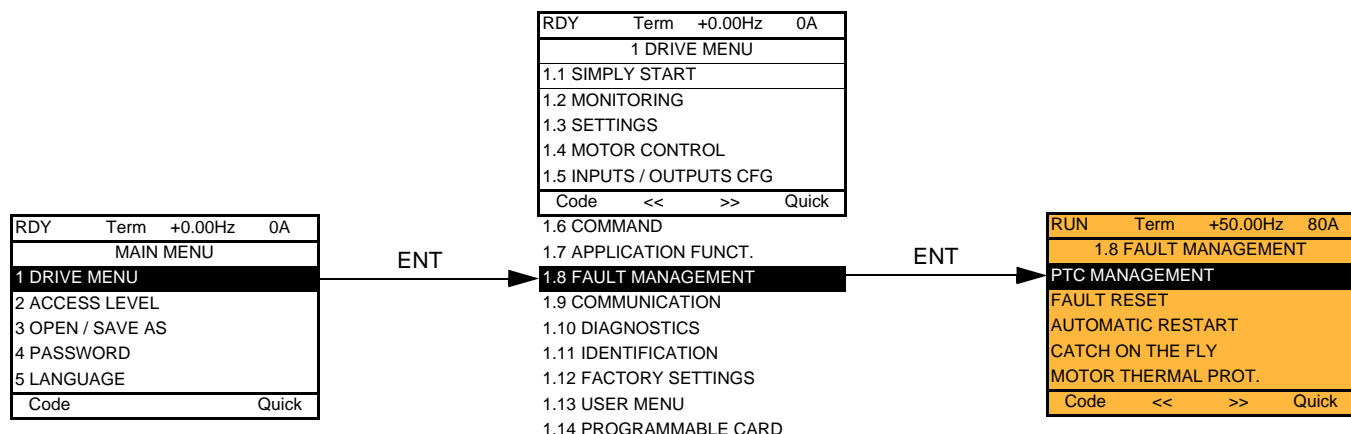 RDY Term +0.00Hz 0A
MAIN MENU
1 DRIVE MENU
2 ACCESS LEVEL
3 OPEN / SAVE AS
4 PASSWORD
5 LANGUAGE
Code Quick
ENT
RDY Term +0.00Hz 0A
1 DRIVE MENU
1.1 SIMPLY START
1.2 MONITORING
1.3 SETTINGS
1.4 MOTOR CONTROL
1.5 INPUTS / OUTPUTS CFG
Code << >> Quick
1.6 COMMAND
1.7 APPLICATION FUNCT.
1.8 FAULT MANAGEMENT
1.9 COMMUNICATION
1.10 DIAGNOSTICS
1.11 IDENTIFICATION
1.12 FACTORY SETTINGS
1.13 USER MENU
1.14 PROGRAMMABLE CARD
ENT
RUN Term +50.00Hz 80A
1.8 FAULT MANAGEMENT
PTC MANAGEMENT
FAULT RESET
AUTOMATIC RESTART
CATCH ON THE FLY
MOTOR THERMAL PROT.
Code << >> Quick